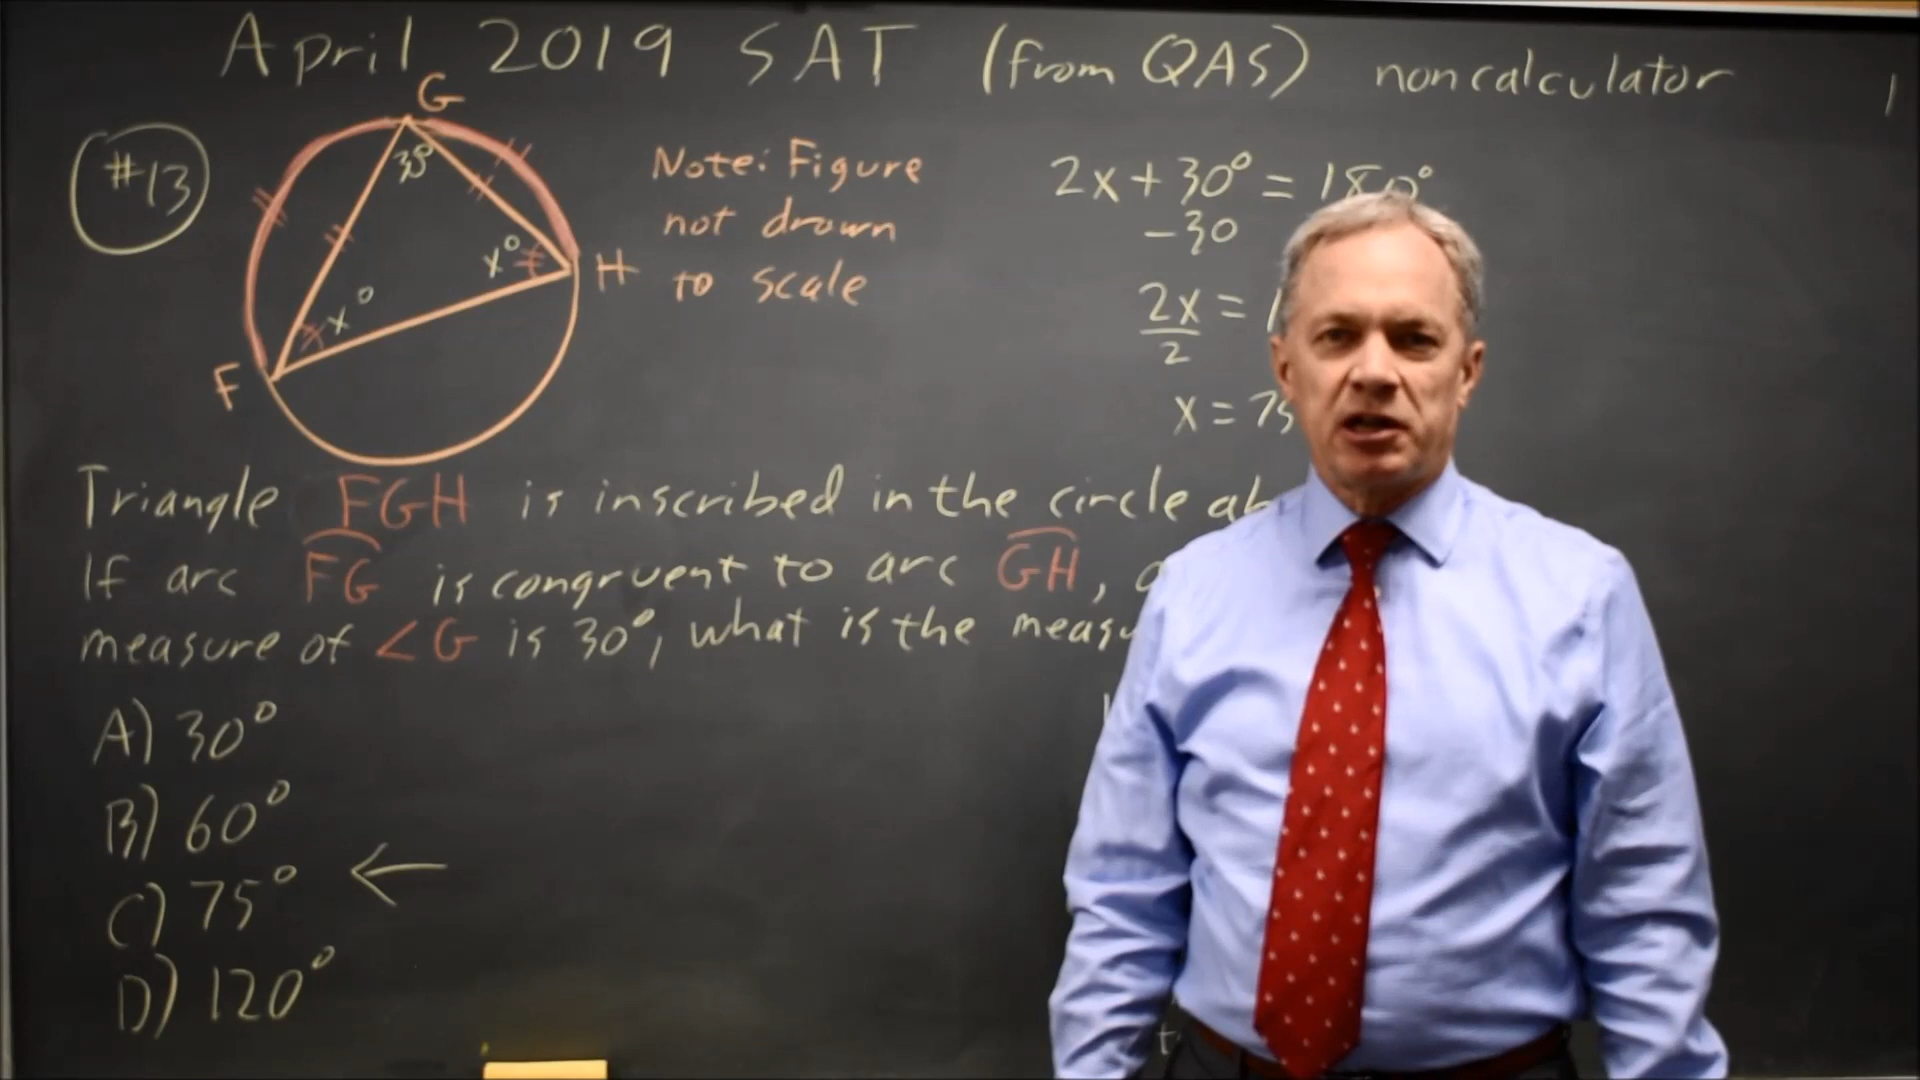 April 2019 SAT (from QAS) noncalculator 1
#13
G
30°
x°
x°
H
F
Note: Figure
not drawn
to scale
2x + 30° = 180°
-30
2x =
2
x = 75
Triangle FGH is inscribed in the circle
If arc FG is congruent to arc GH,
measure of ∠G is 30°, what is the
A) 30°
B) 60°
C) 75° ←
D) 120°